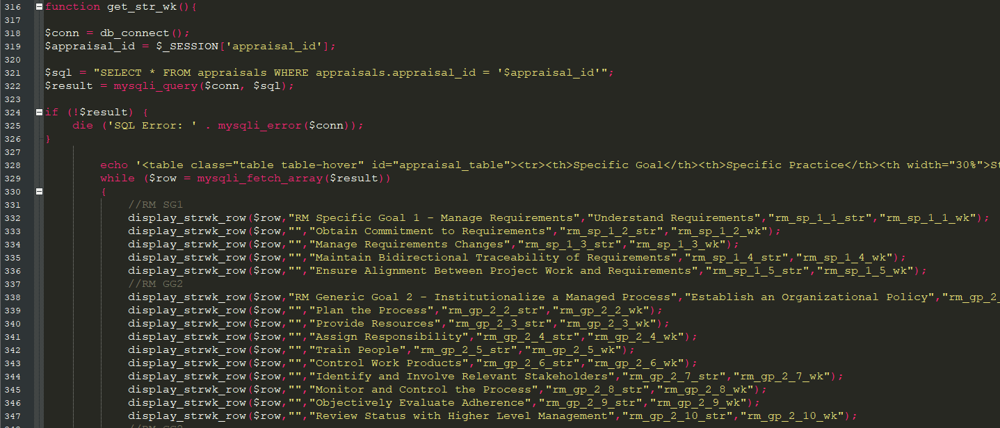 316 function get_str_wk(){
317
318 $conn = db_connect();
319 $appraisal_id = $_SESSION['appraisal_id'];
320
321 $sql = "SELECT * FROM appraisals WHERE appraisals.appraisal_id = '$appraisal_id'";
322 $result = mysqli_query($conn, $sql);
323
324 if (!$result) {
325 die ('SQL Error: ' . mysqli_error($conn));
326 }
327
328 echo '<table class="table table-hover" id="appraisal_table"><tr><th>Specific Goal</th><th>Specific Practice</th><th width="30%">St
329 while ($row = mysqli_fetch_array($result))
330 {
331 //RM SG1
332 display_strwk_row($row,"RM Specific Goal 1 - Manage Requirements","Understand Requirements","rm_sp_1_1_str","rm_sp_1_1_wk");
333 display_strwk_row($row,"","Obtain Commitment to Requirements","rm_sp_1_2_str","rm_sp_1_2_wk");
334 display_strwk_row($row,"","Manage Requirements Changes","rm_sp_1_3_str","rm_sp_1_3_wk");
335 display_strwk_row($row,"","Maintain Bidirectional Traceability of Requirements","rm_sp_1_4_str","rm_sp_1_4_wk");
336 display_strwk_row($row,"","Ensure Alignment Between Project Work and Requirements","rm_sp_1_5_str","rm_sp_1_5_wk");
337 //RM GG2
338 display_strwk_row($row,"RM Generic Goal 2 - Institutionalize a Managed Process","Establish an Organizational Policy","rm_gp_2_
339 display_strwk_row($row,"","Plan the Process","rm_gp_2_2_str","rm_gp_2_2_wk");
340 display_strwk_row($row,"","Provide Resources","rm_gp_2_3_str","rm_gp_2_3_wk");
341 display_strwk_row($row,"","Assign Responsibility","rm_gp_2_4_str","rm_gp_2_4_wk");
342 display_strwk_row($row,"","Train People","rm_gp_2_5_str","rm_gp_2_5_wk");
343 display_strwk_row($row,"","Control Work Products","rm_gp_2_6_str","rm_gp_2_6_wk");
344 display_strwk_row($row,"","Identify and Involve Relevant Stakeholders","rm_gp_2_7_str","rm_gp_2_7_wk");
345 display_strwk_row($row,"","Monitor and Control the Process","rm_gp_2_8_str","rm_gp_2_8_wk");
346 display_strwk_row($row,"","Objectively Evaluate Adherence","rm_gp_2_9_str","rm_gp_2_9_wk");
347 display_strwk_row($row,"","Review Status with Higher Level Management","rm_gp_2_10_str","rm_gp_2_10_wk");